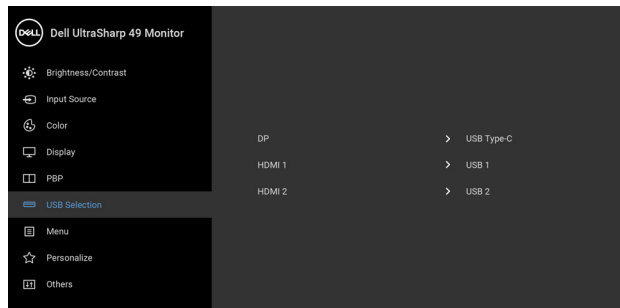 DELL Dell UltraSharp 49 Monitor
Brightness/Contrast
Input Source
Color
Display
PBP
USB Selection
Menu
Personalize
Others
DP > USB Type-C
HDMI 1 > USB 1
HDMI 2 > USB 2